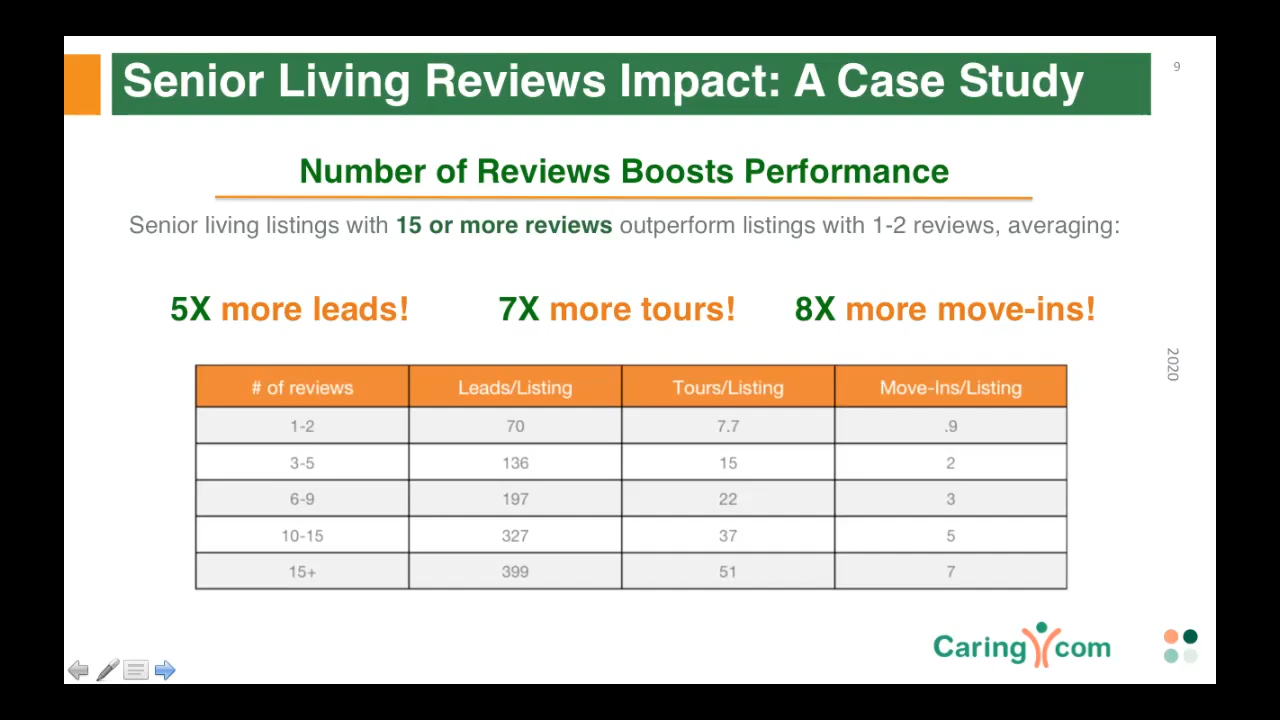 Senior Living Reviews Impact: A Case Study
9
Number of Reviews Boosts Performance
Senior living listings with 15 or more reviews outperform listings with 1-2 reviews, averaging:
5X more leads! 7X more tours! 8X more move-ins!
2020
# of reviews Leads/Listing Tours/Listing Move-Ins/Listing
1-2 70 7.7 .9
3-5 136 15 2
6-9 197 22 3
10-15 327 37 5
15+ 399 51 7
Caring com